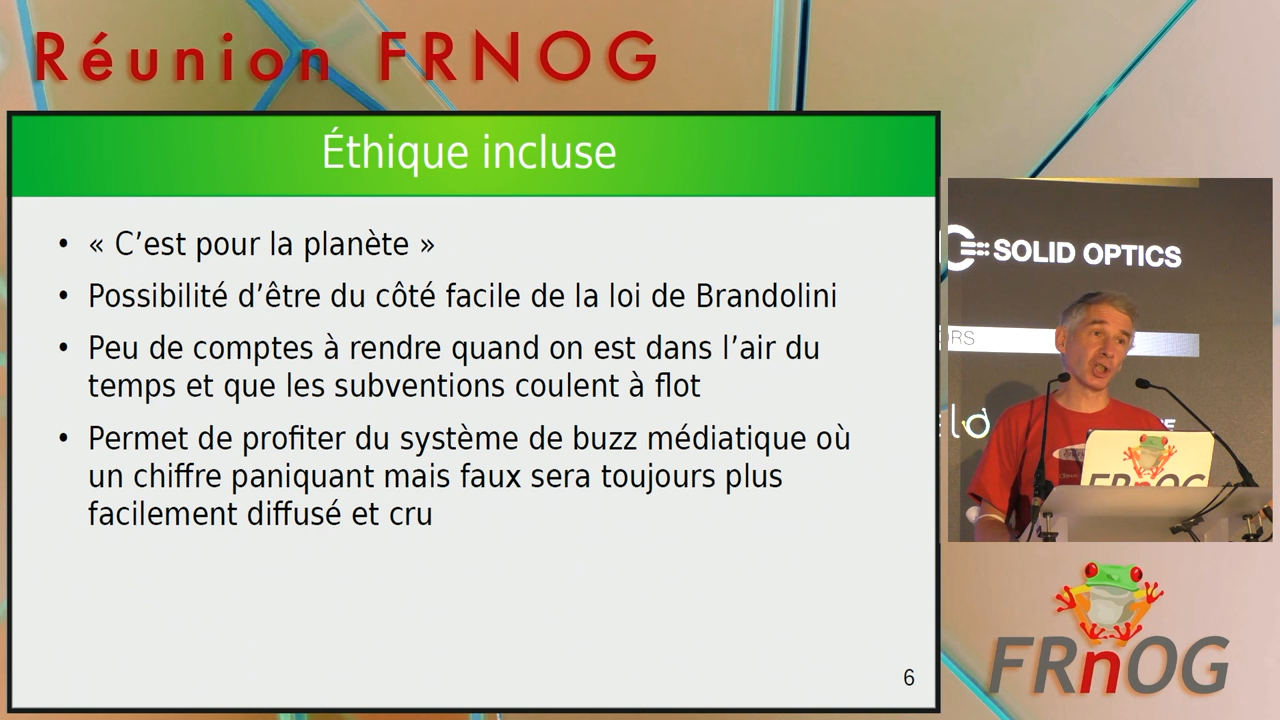 Réunion FRNOG
Éthique incluse
• « C’est pour la planète »
• Possibilité d’être du côté facile de la loi de Brandolini
• Peu de comptes à rendre quand on est dans l’air du
temps et que les subventions coulent à flot
• Permet de profiter du système de buzz médiatique où
un chiffre paniquant mais faux sera toujours plus
facilement diffusé et cru
6
SOLID OPTICS
FRnOG
FRnOG